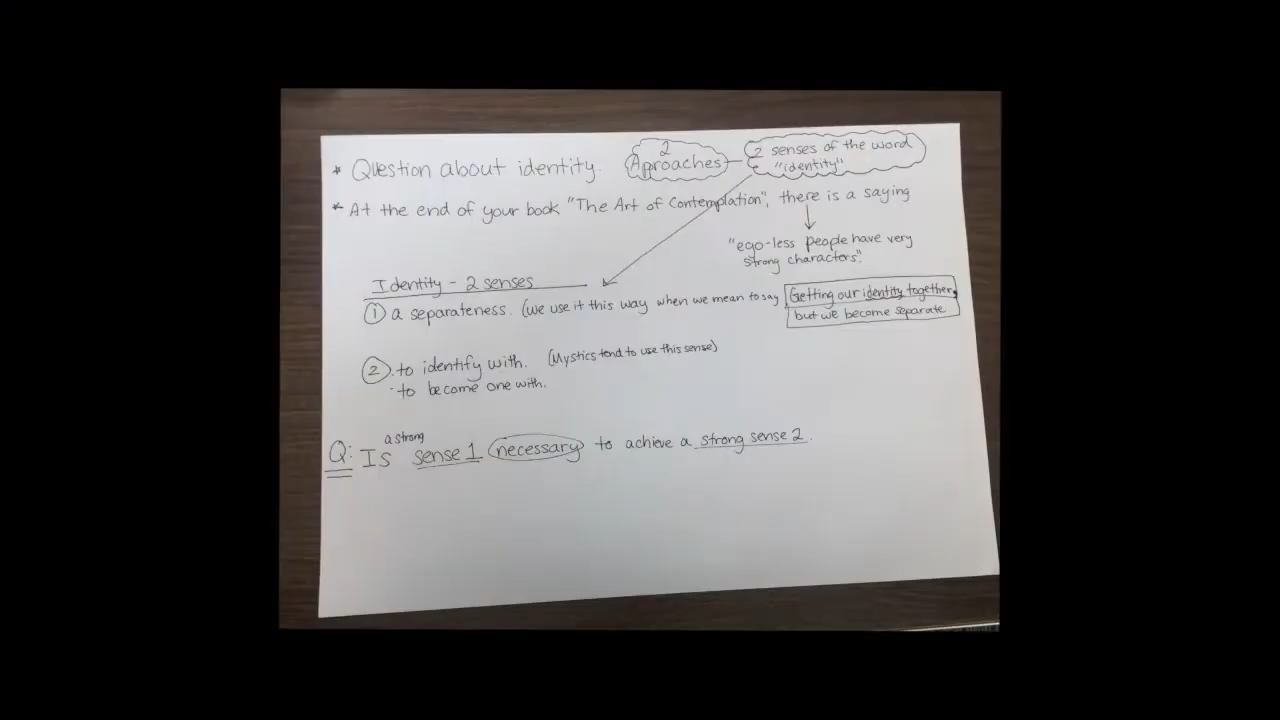 * Question about identity. 2 Aproaches - 2 senses of the word "identity"
* At the end of your book "The Art of Contemplation", there is a saying
"ego-less people have very
strong characters".
Identity - 2 senses
① a separateness. (we use it this way when we mean to say Getting our identity together,
but we become separate
② . to identify with. (Mystics tend to use this sense)
- to become one with.
Q: Is a strong sense 1 necessary to achieve a strong sense 2.